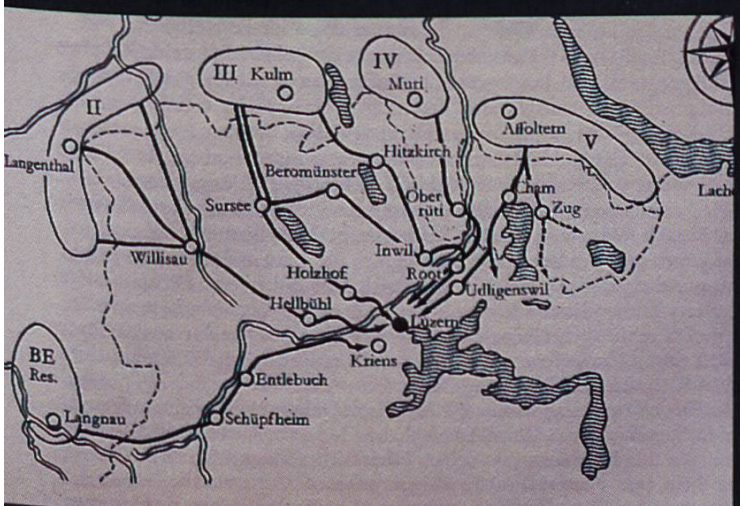 IV
III Kulm
Muri
II
Affoltern
V
Langenthal
Hitzkirch
Beromünster
Cham
Lach
Sursee
Ober
rüti
Zug
Willisau
Inwil
Holzhof
Root
Udligenswil
Hellbühl
Luzern
BE
Res.
Kriens
Entlebuch
Langnau
Schüpfheim